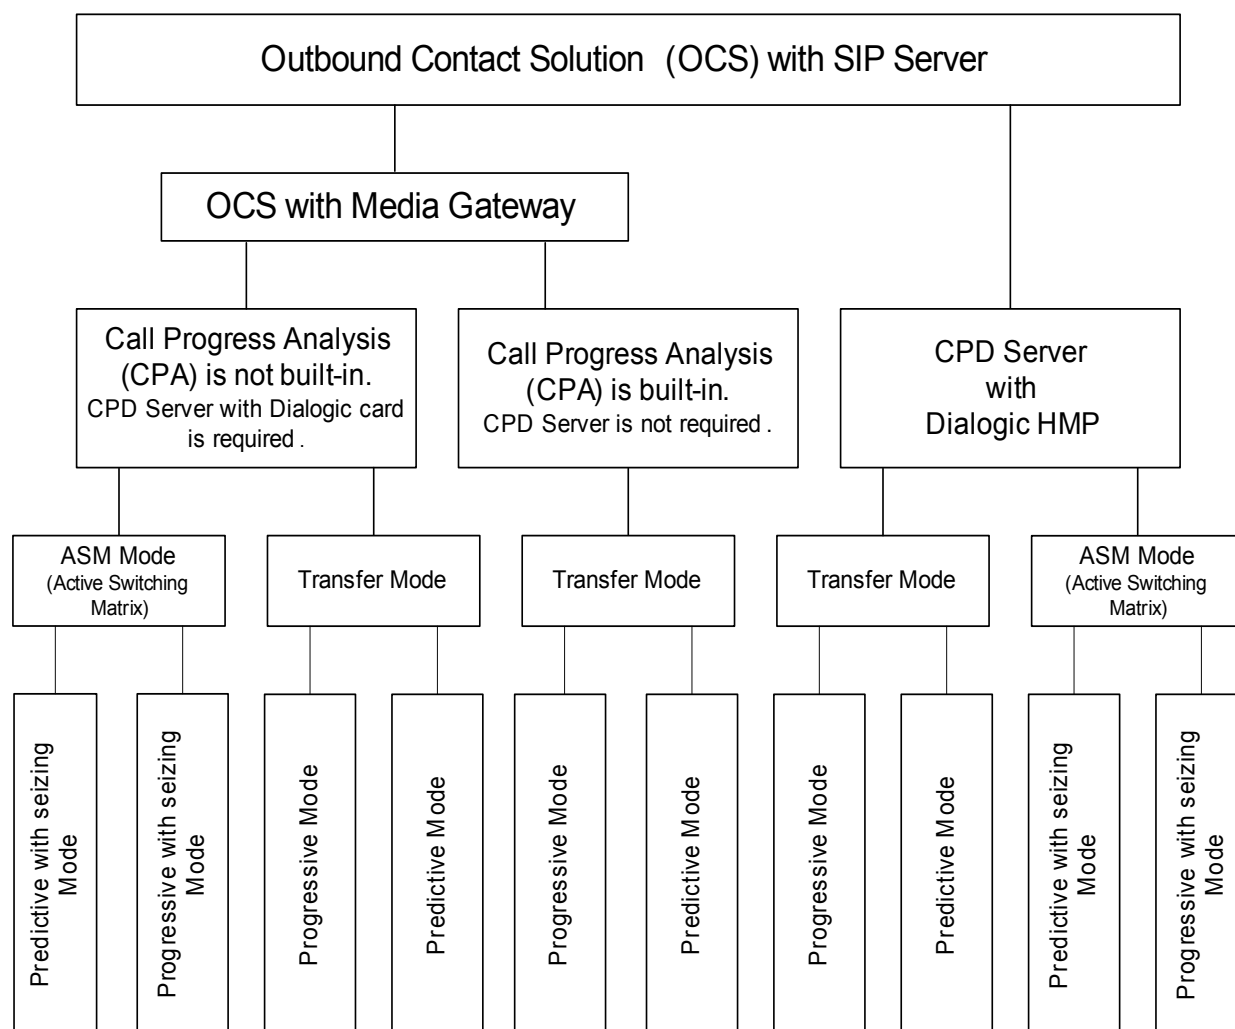 Outbound Contact Solution (OCS) with SIP Server
OCS with Media Gateway
Call Progress Analysis
(CPA) is not built-in.
CPD Server with Dialogic card
is required .
Call Progress Analysis
(CPA) is built-in.
CPD Server is not required .
CPD Server
with
Dialogic HMP
ASM Mode
(Active Switching
Matrix)
Transfer Mode
Transfer Mode
Transfer Mode
ASM Mode
(Active Switching
Matrix)
Predictive with seizing
Mode
Progressive with seizing
Mode
Progressive Mode
Predictive Mode
Progressive Mode
Predictive Mode
Progressive Mode
Predictive Mode
Predictive with seizing
Mode
Progressive with seizing
Mode